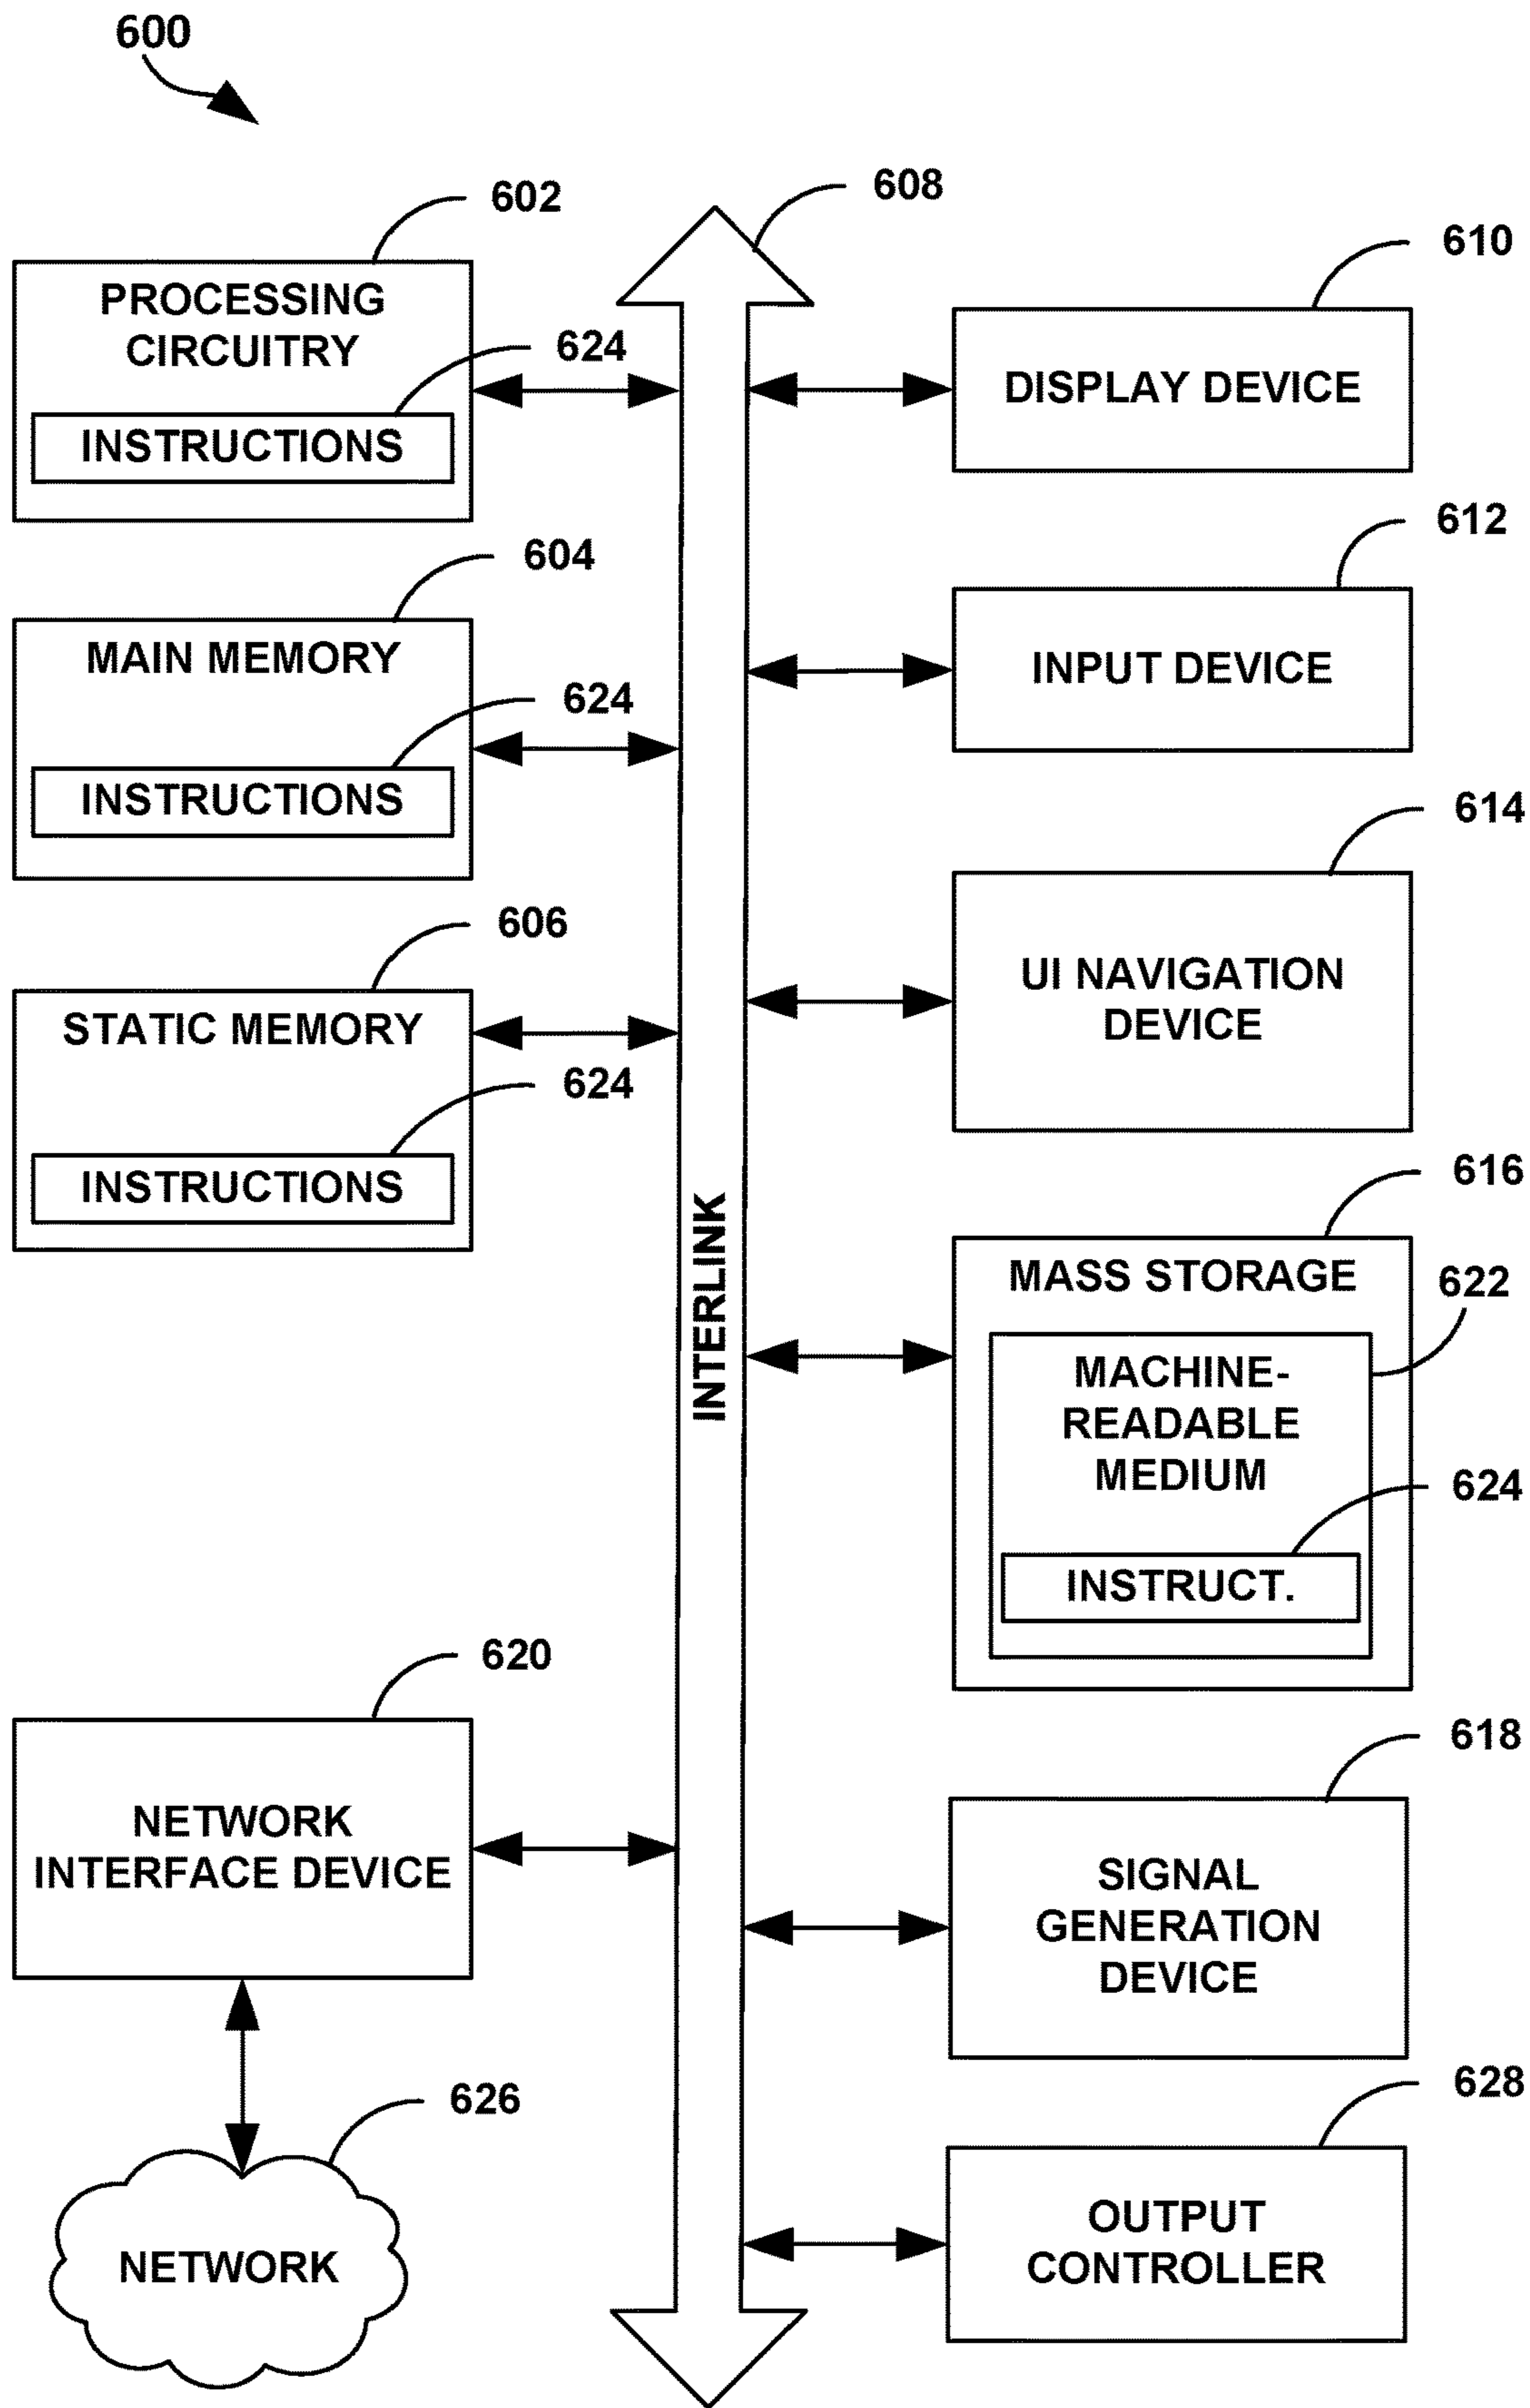 600
602
PROCESSING
CIRCUITRY
624
INSTRUCTIONS
604
MAIN MEMORY
624
INSTRUCTIONS
606
STATIC MEMORY
624
INSTRUCTIONS
620
NETWORK
INTERFACE DEVICE
626
NETWORK
608
INTERLINK
610
DISPLAY DEVICE
612
INPUT DEVICE
614
UI NAVIGATION
DEVICE
616
MASS STORAGE
622
MACHINE-
READABLE
MEDIUM
624
INSTRUCT.
618
SIGNAL
GENERATION
DEVICE
628
OUTPUT
CONTROLLER